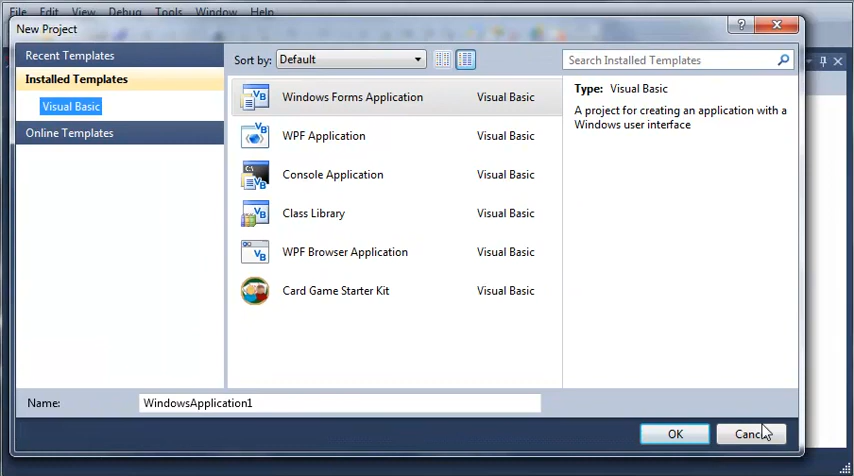 File Edit View Debug Tools Window Help
New Project
Recent Templates
Installed Templates
Visual Basic
Online Templates
Sort by: Default
Search Installed Templates
Windows Forms Application Visual Basic
WPF Application Visual Basic
Console Application Visual Basic
Class Library Visual Basic
WPF Browser Application Visual Basic
Card Game Starter Kit Visual Basic
Type: Visual Basic
A project for creating an application with a
Windows user interface
Name: WindowsApplication1
OK Cancel